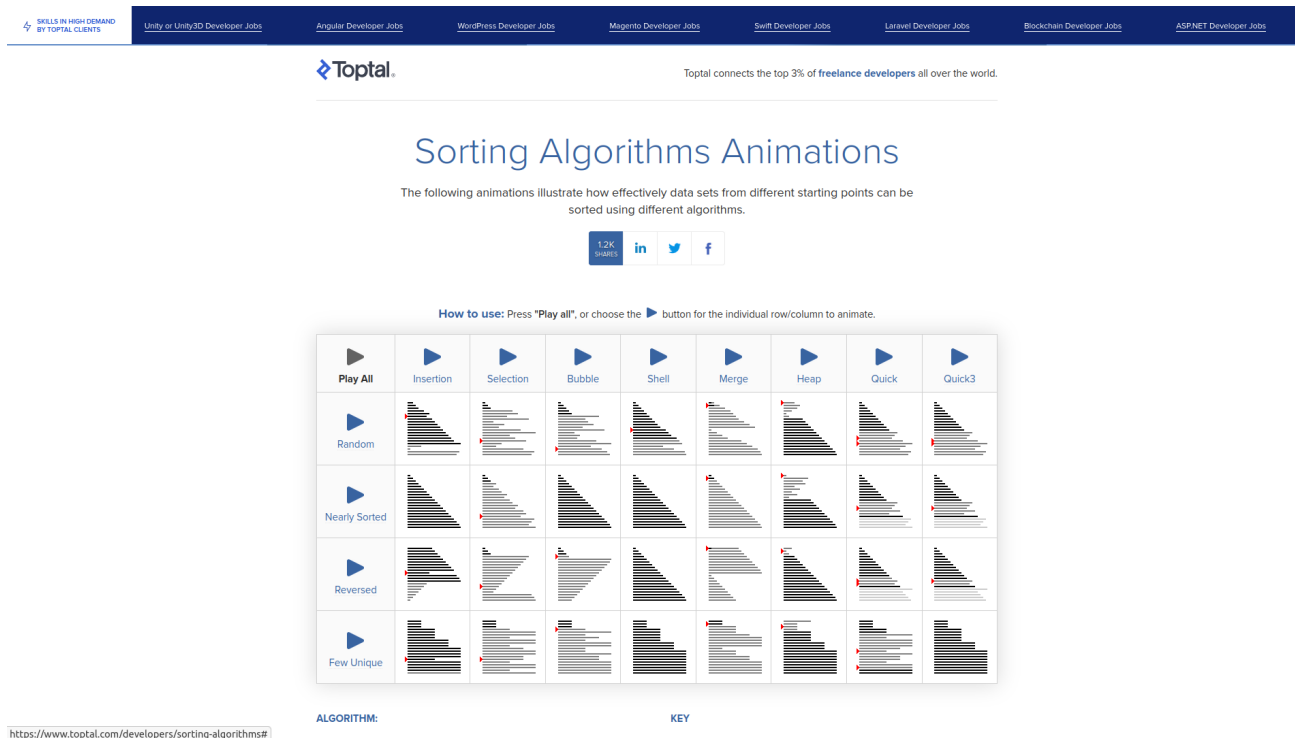 SKILLS IN HIGH DEMAND
BY TOPTAL CLIENTS
Unity or Unity3D Developer Jobs
Angular Developer Jobs
WordPress Developer Jobs
Magento Developer Jobs
Swift Developer Jobs
Laravel Developer Jobs
Blockchain Developer Jobs
ASP.NET Developer Jobs
Toptal.
Toptal connects the top 3% of freelance developers all over the world.
Sorting Algorithms Animations
The following animations illustrate how effectively data sets from different starting points can be
sorted using different algorithms.
1.2K
SHARES
in
f
How to use: Press "Play all", or choose the button for the individual row/column to animate.
Play All
Insertion
Selection
Bubble
Shell
Merge
Heap
Quick
Quick3
Random
Nearly Sorted
Reversed
Few Unique
ALGORITHM:
KEY
https://www.toptal.com/developers/sorting-algorithms#